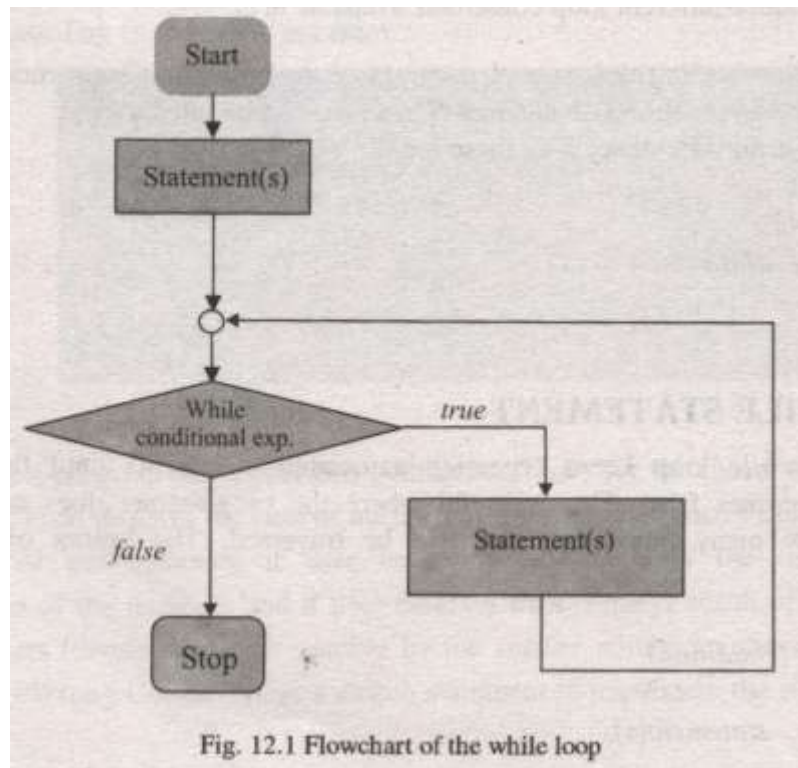 Start
Statement(s)
While
conditional exp.
true
Statement(s)
false
Stop
Fig. 12.1 Flowchart of the while loop